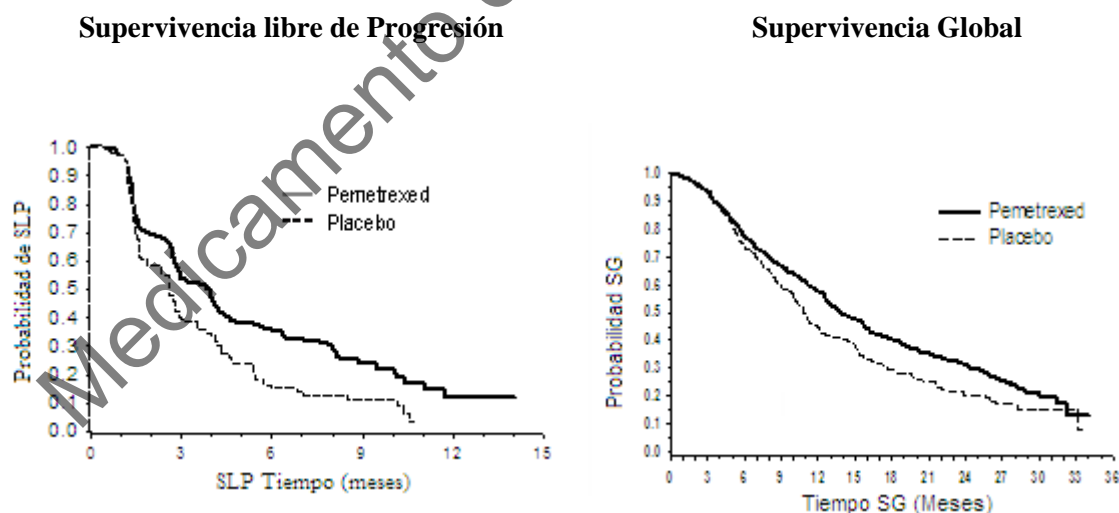 Supervivencia libre de Progresión
Supervivencia Global
Medicamento
1.0
0.9
0.8
0.7
0.6
0.5
0.4
0.3
0.2
0.1
0.0
Probabilidad de SLP
Pemetrexed
Placebo
0 3 6 9 12 15
SLP Tiempo (meses)
1.0
0.9
0.8
0.7
0.6
0.5
0.4
0.3
0.2
0.1
0.0
Probabilidad SG
Pemetrexed
Placebo
0 3 6 9 12 15 18 21 24 27 30 33 36
Tiempo SG (Meses)